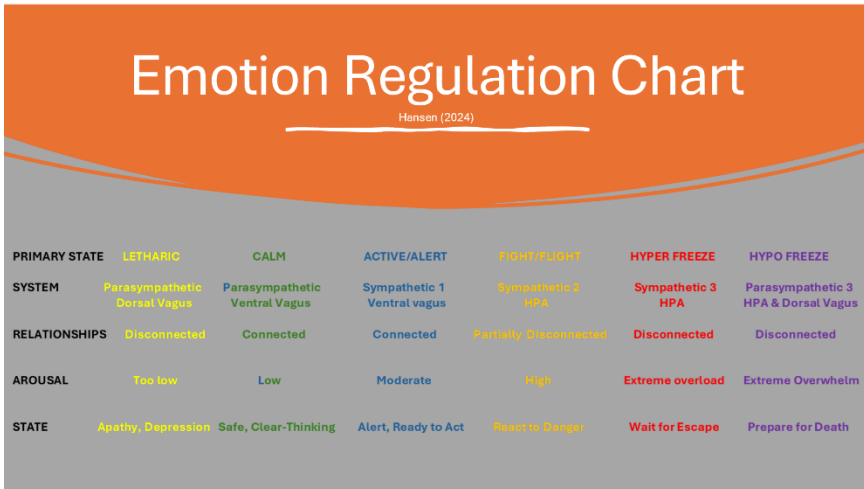 Emotion Regulation Chart
Hansen (2024)
PRIMARY STATE LETHARIC CALM ACTIVE/ALERT FIGHT/FLIGHT HYPER FREEZE HYPO FREEZE
SYSTEM Parasympathetic Parasympathetic Sympathetic 1 Sympathetic 2 Sympathetic 3 Parasympathetic 3
Dorsal Vagus Ventral Vagus Ventral vagus HPA HPA HPA & Dorsal Vagus
RELATIONSHIPS Disconnected Connected Connected Partially Disconnected Disconnected Disconnected
AROUSAL Too low Low Moderate High Extreme overload Extreme Overwhelm
STATE Apathy, Depression Safe, Clear-Thinking Alert, Ready to Act React to Danger Wait for Escape Prepare for Death